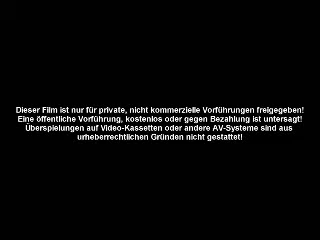 Dieser Film ist nur für private, nicht kommerzielle Vorführungen freigegeben!
Eine öffentliche Vorführung, kostenlos oder gegen Bezahlung ist untersagt!
Überspielungen auf Video-Kassetten oder andere AV-Systeme sind aus
urheberrechtlichen Gründen nicht gestattet!